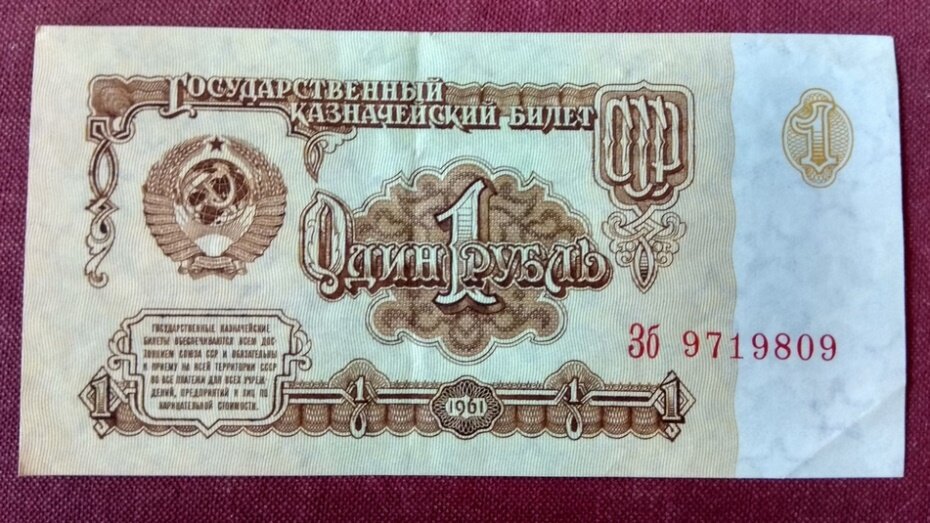 Государственный
казначейский билет
СССР
1
Один 1 рубль
Зб 9719809
ГОСУДАРСТВЕННЫЕ КАЗНАЧЕЙСКИЕ
БИЛЕТЫ ОБЕСПЕЧИВАЮТСЯ ВСЕМ ДОС-
ТОЯНИЕМ СОЮЗА ССР И ОБЯЗАТЕЛЬНЫ
К ПРИЕМУ НА ВСЕЙ ТЕРРИТОРИИ СССР
ВО ВСЕ ПЛАТЕЖИ ДЛЯ ВСЕХ УЧРЕЖ-
ДЕНИЙ, ПРЕДПРИЯТИЙ И ЛИЦ ПО
НАРИЦАТЕЛЬНОЙ СТОИМОСТИ.
1 1 1961 1 1